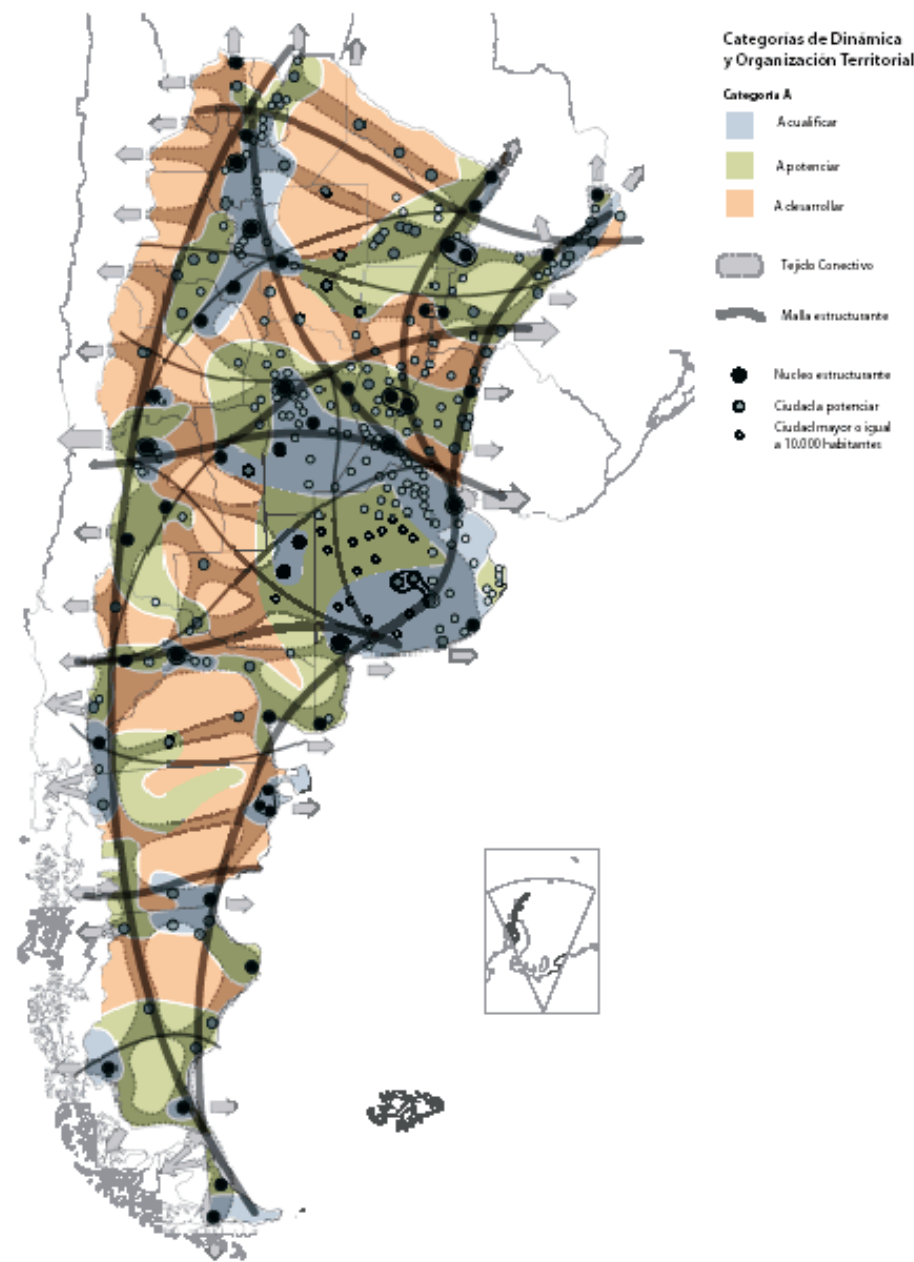 Categorías de Dinámica
y Organización Territorial
Categoría A
A cualificar
A potenciar
A desarrollar
Tejido Conectivo
Malla estructurante
Nucleo estructurante
Ciudad a potenciar
Ciudad mayor o igual
a 10.000 habitantes